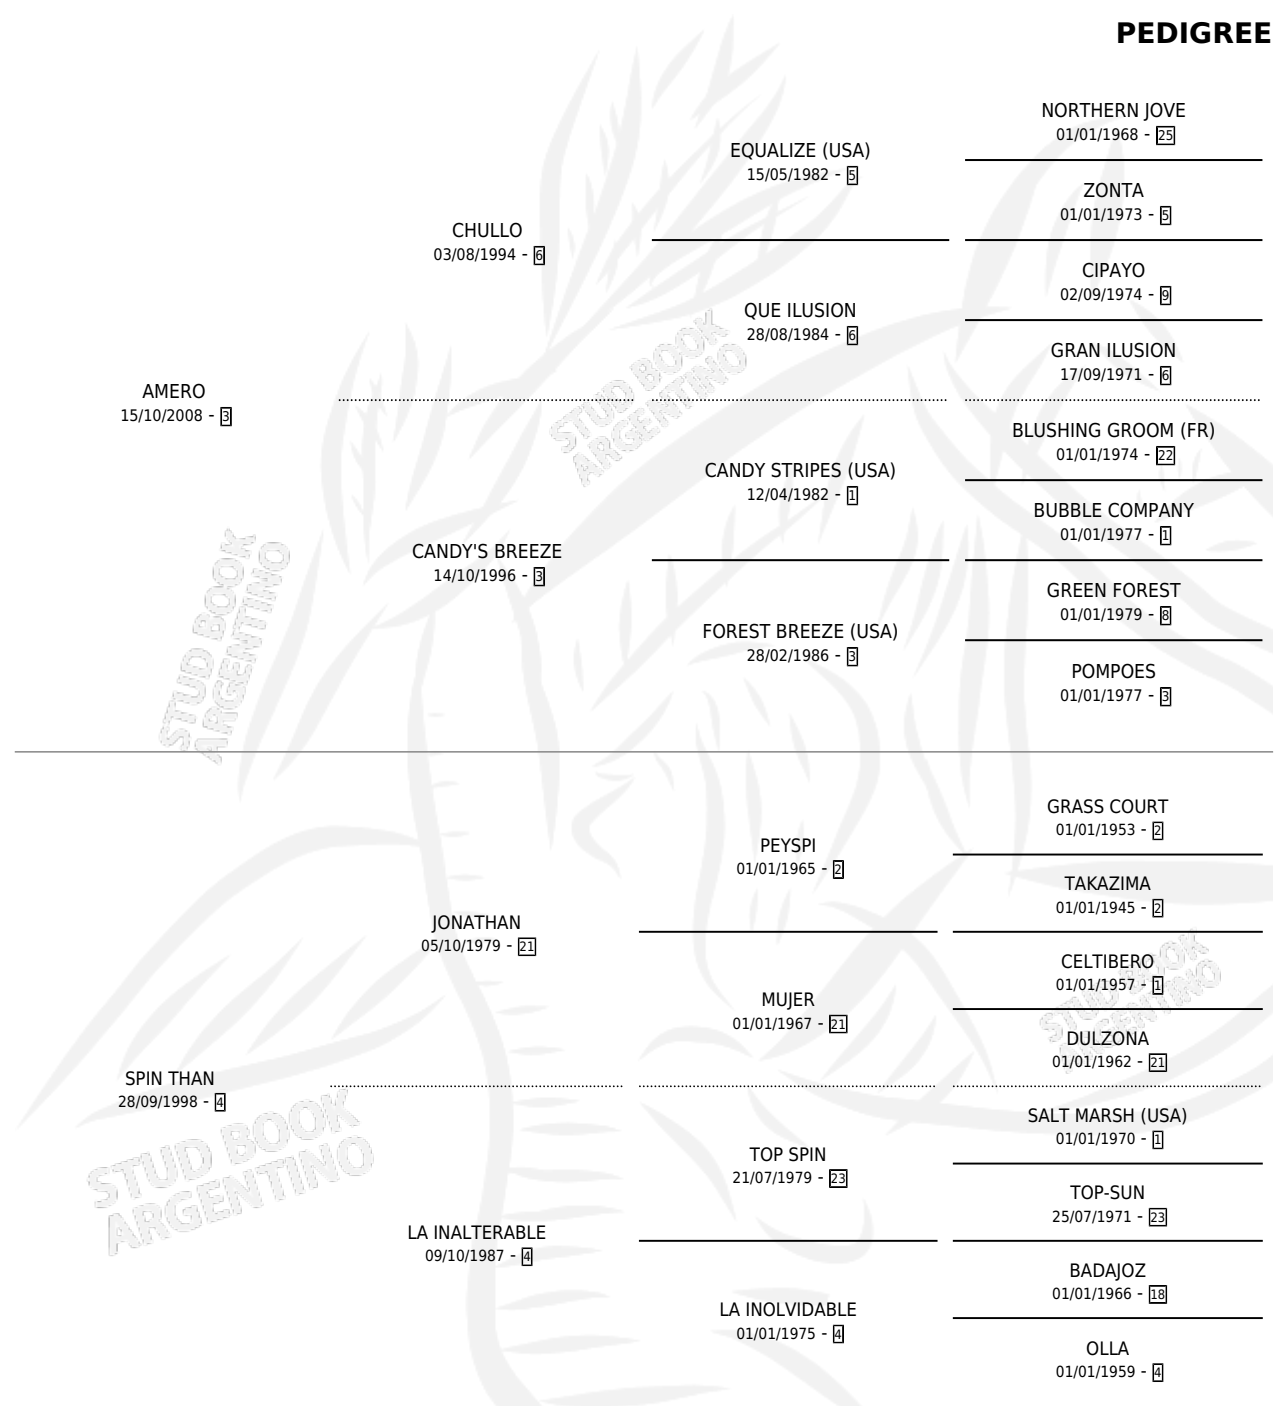 PEDIGREE
NORTHERN JOVE
01/01/1968 - 25
EQUALIZE (USA)
15/05/1982 - 5
ZONTA
01/01/1973 - 5
CHULLO
03/08/1994 - 6
CIPAYO
02/09/1974 - 9
QUE ILUSION
28/08/1984 - 6
GRAN ILUSION
17/09/1971 - 6
AMERO
15/10/2008 - 3
BLUSHING GROOM (FR)
01/01/1974 - 22
CANDY STRIPES (USA)
12/04/1982 - 1
BUBBLE COMPANY
01/01/1977 - 1
CANDY'S BREEZE
14/10/1996 - 3
GREEN FOREST
01/01/1979 - 8
FOREST BREEZE (USA)
28/02/1986 - 3
POMPOES
01/01/1977 - 3
GRASS COURT
01/01/1953 - 2
PEYSPI
01/01/1965 - 2
TAKAZIMA
01/01/1945 - 2
JONATHAN
05/10/1979 - 21
CELTIBERO
01/01/1957 - 1
MUJER
01/01/1967 - 21
DULZONA
01/01/1962 - 21
SPIN THAN
28/09/1998 - 4
SALT MARSH (USA)
01/01/1970 - 1
TOP SPIN
21/07/1979 - 23
TOP-SUN
25/07/1971 - 23
LA INALTERABLE
09/10/1987 - 4
BADAJOZ
01/01/1966 - 18
LA INOLVIDABLE
01/01/1975 - 4
OLLA
01/01/1959 - 4
STUD BOOK
ARGENTINO
STUD BOOK
ARGENTINO
STUD BOOK
ARGENTINO
STUD BOOK
ARGENTINO